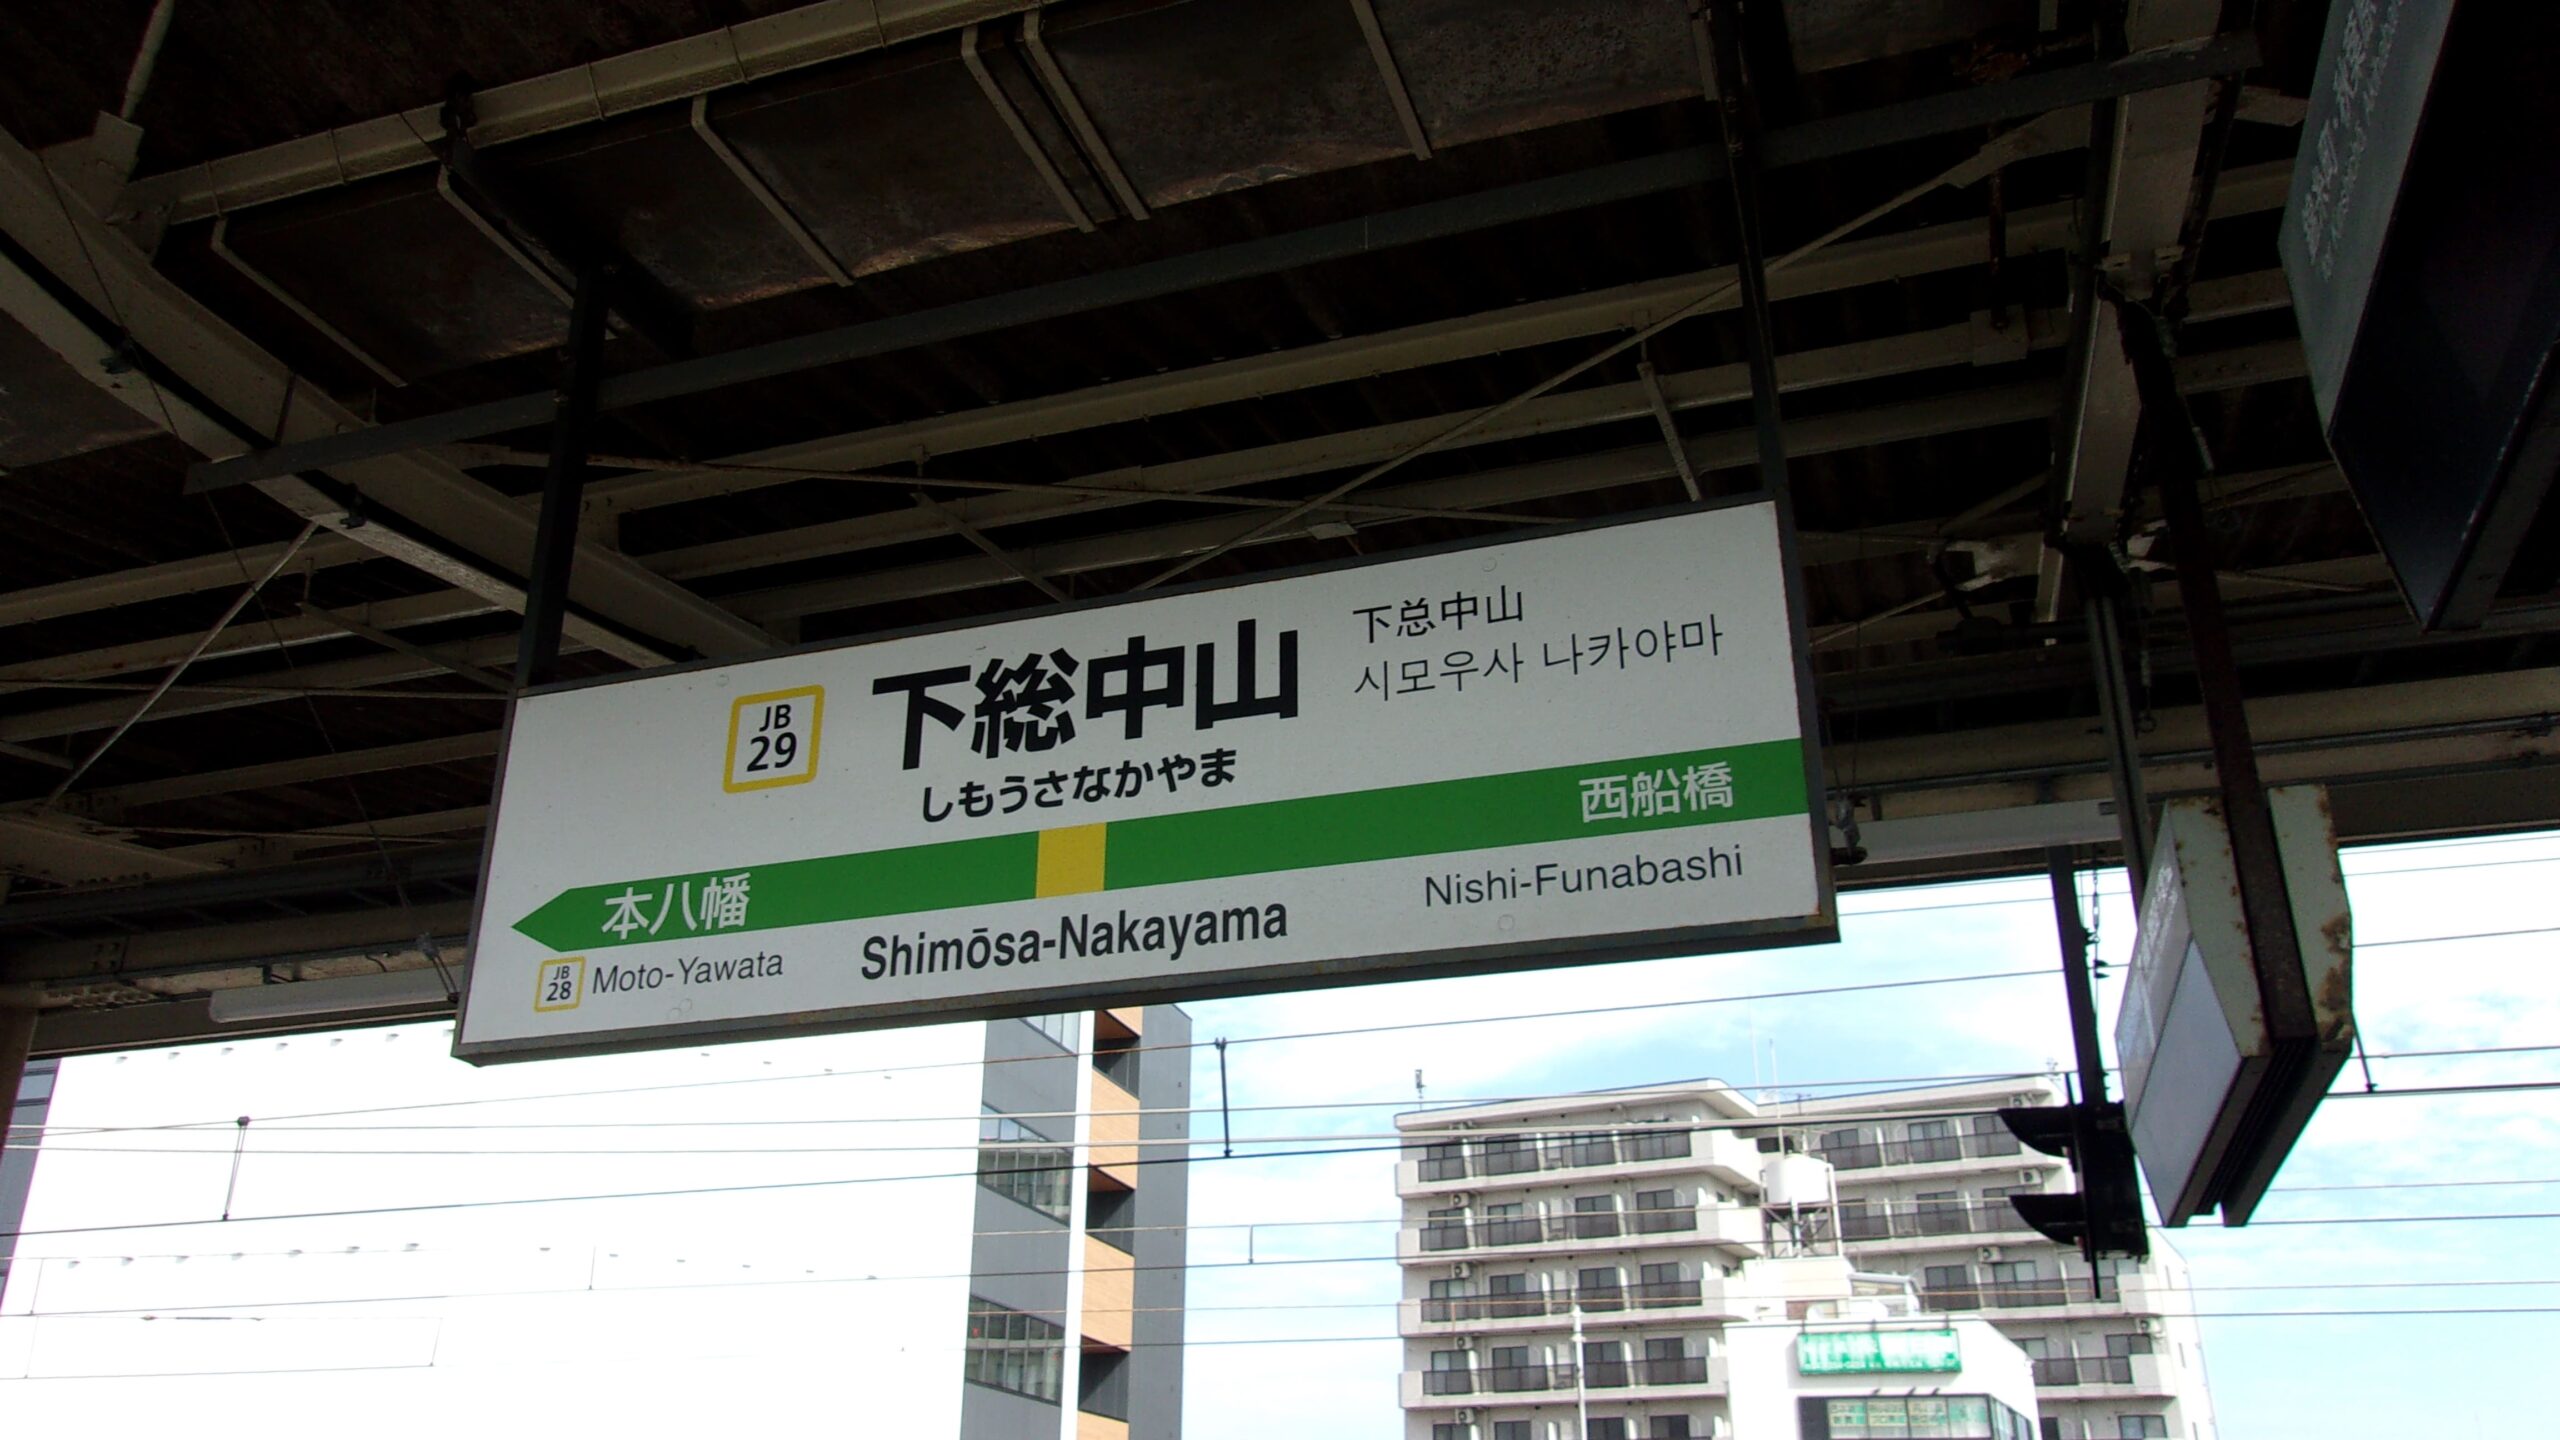 JB
29
下総中山
しもうさなかやま
下总中山
시모우사 나카야마
本八幡
西船橋
JB
28
Moto-Yawata
Shimōsa-Nakayama
Nishi-Funabashi